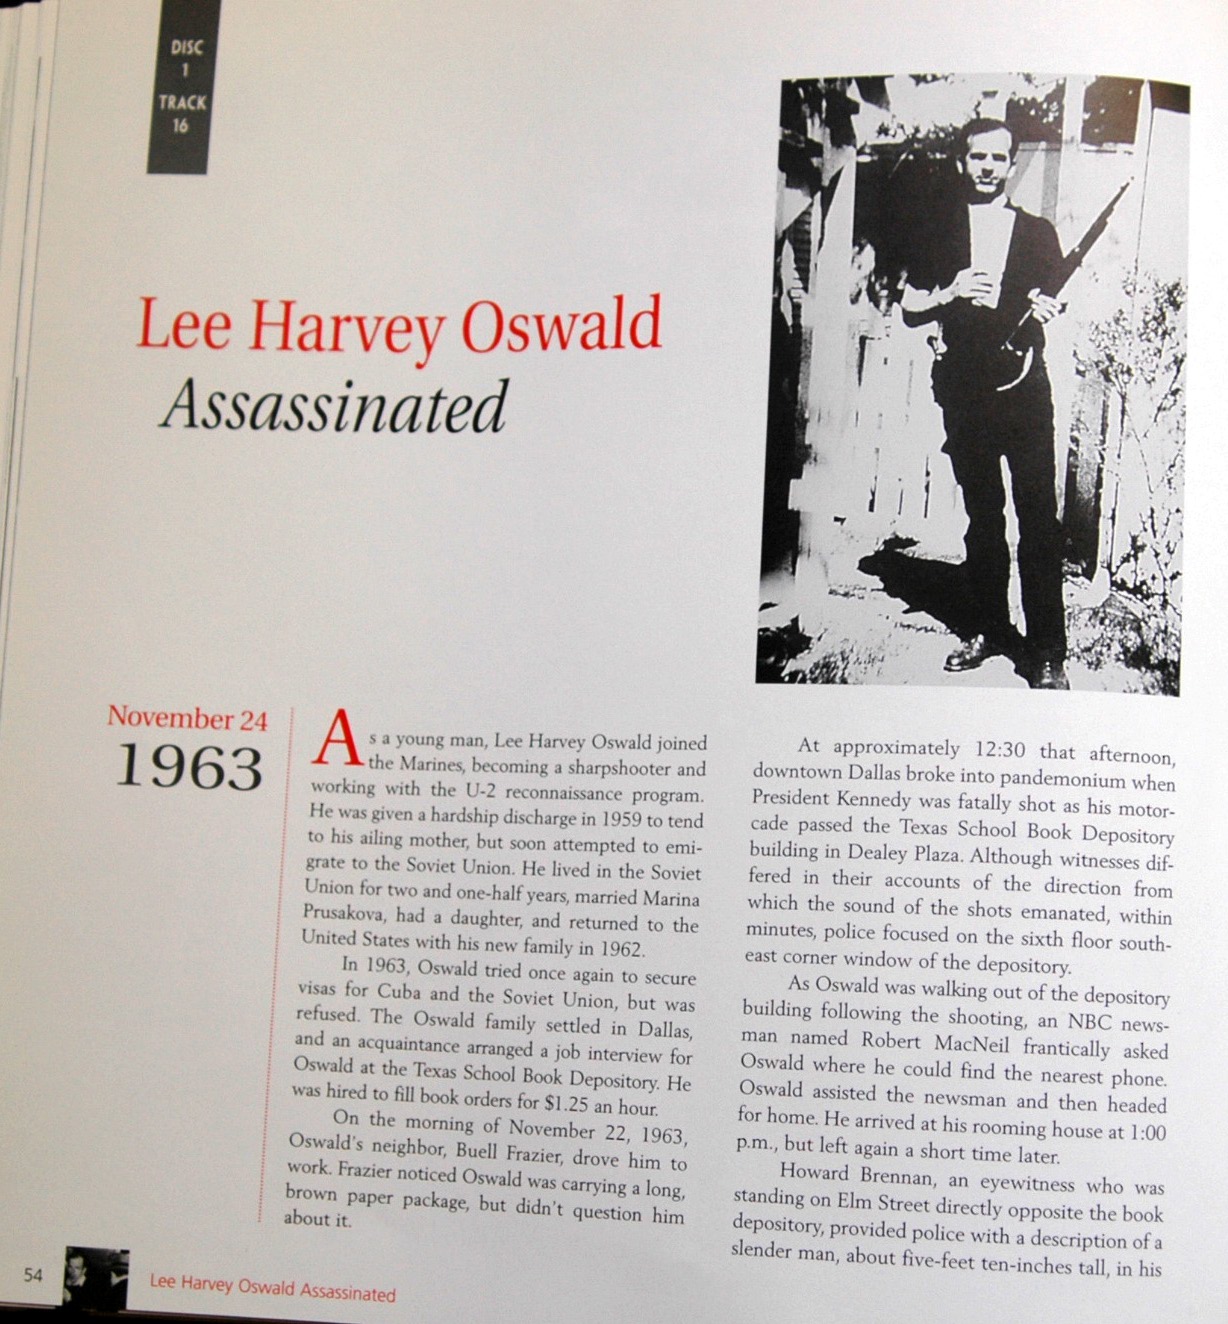 DISC
1
TRACK
16
Lee Harvey Oswald
Assassinated
November 24
1963
As a young man, Lee Harvey Oswald joined
the Marines, becoming a sharpshooter and
working with the U-2 reconnaissance program.
He was given a hardship discharge in 1959 to tend
to his ailing mother, but soon attempted to emi-
grate to the Soviet Union. He lived in the Soviet
Union for two and one-half years, married Marina
Prusakova, had a daughter, and returned to the
United States with his new family in 1962.
In 1963, Oswald tried once again to secure
visas for Cuba and the Soviet Union, but was
refused. The Oswald family settled in Dallas,
and an acquaintance arranged a job interview for
Oswald at the Texas School Book Depository. He
was hired to fill book orders for $1.25 an hour.
On the morning of November 22, 1963,
Oswald's neighbor, Buell Frazier, drove him to
work. Frazier noticed Oswald was carrying a long,
brown paper package, but didn't question him
about it.
At approximately 12:30 that afternoon,
downtown Dallas broke into pandemonium when
President Kennedy was fatally shot as his motor-
cade passed the Texas School Book Depository
building in Dealey Plaza. Although witnesses dif-
fered in their accounts of the direction from
which the sound of the shots emanated, within
minutes, police focused on the sixth floor south-
east corner window of the depository.
As Oswald was walking out of the depository
building following the shooting, an NBC news-
man named Robert MacNeil frantically asked
Oswald where he could find the nearest phone.
Oswald assisted the newsman and then headed
for home. He arrived at his rooming house at 1:00
p.m., but left again a short time later.
Howard Brennan, an eyewitness who was
standing on Elm Street directly opposite the book
depository, provided police with a description of a
slender man, about five-feet ten-inches tall, in his
54
Lee Harvey Oswald Assassinated